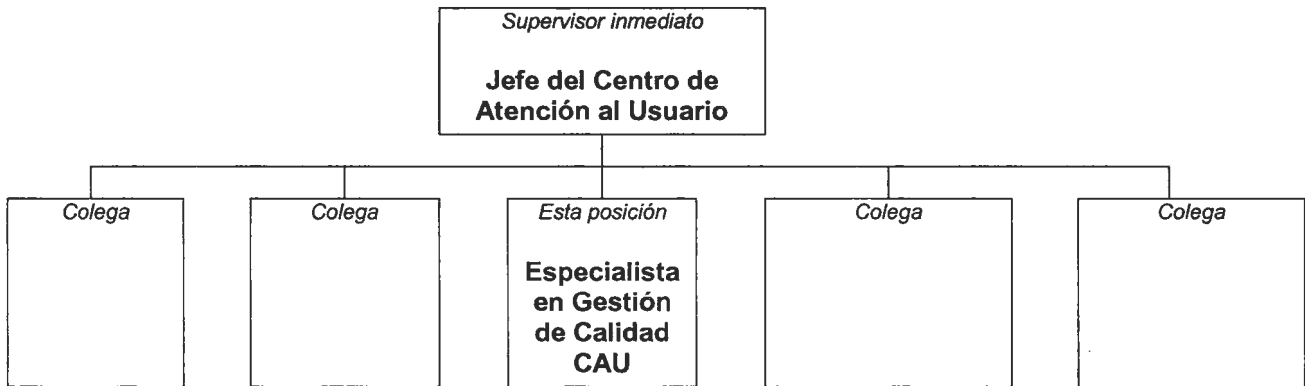 Supervisor inmediato
Jefe del Centro de
Atención al Usuario
Colega
Colega
Esta posición
Especialista
en Gestión
de Calidad
CAU
Colega
Colega